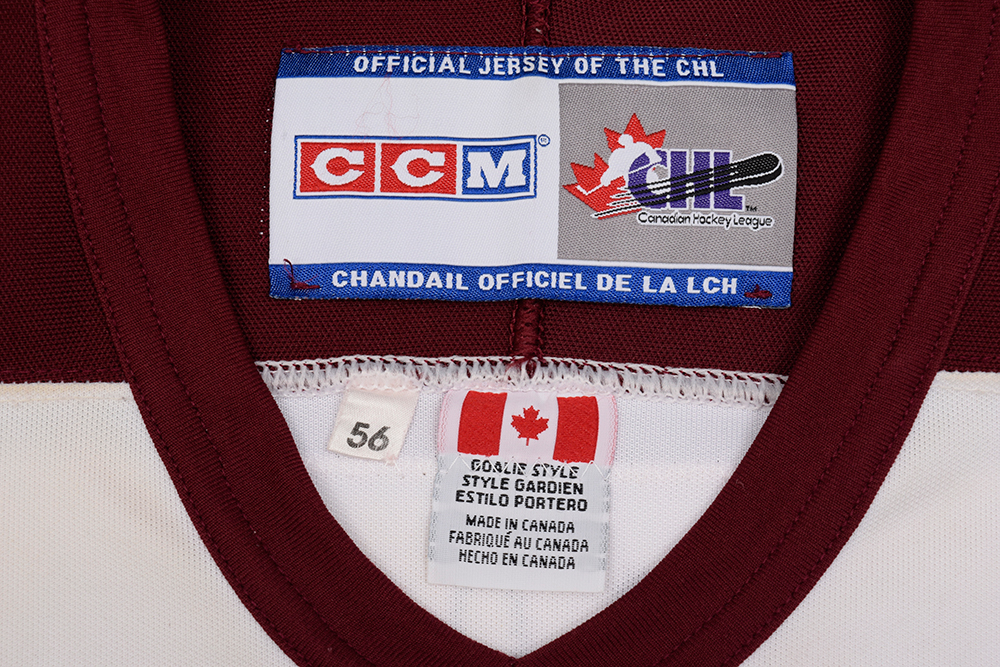 OFFICIAL JERSEY OF THE CHL
CCM
CHL
TM
Canadian Hockey League
CHANDAIL OFFICIEL DE LA LCH
56
GOALIE STYLE
STYLE GARDIEN
ESTILO PORTERO
MADE IN CANADA
FABRIQUÉ AU CANADA
HECHO EN CANADA